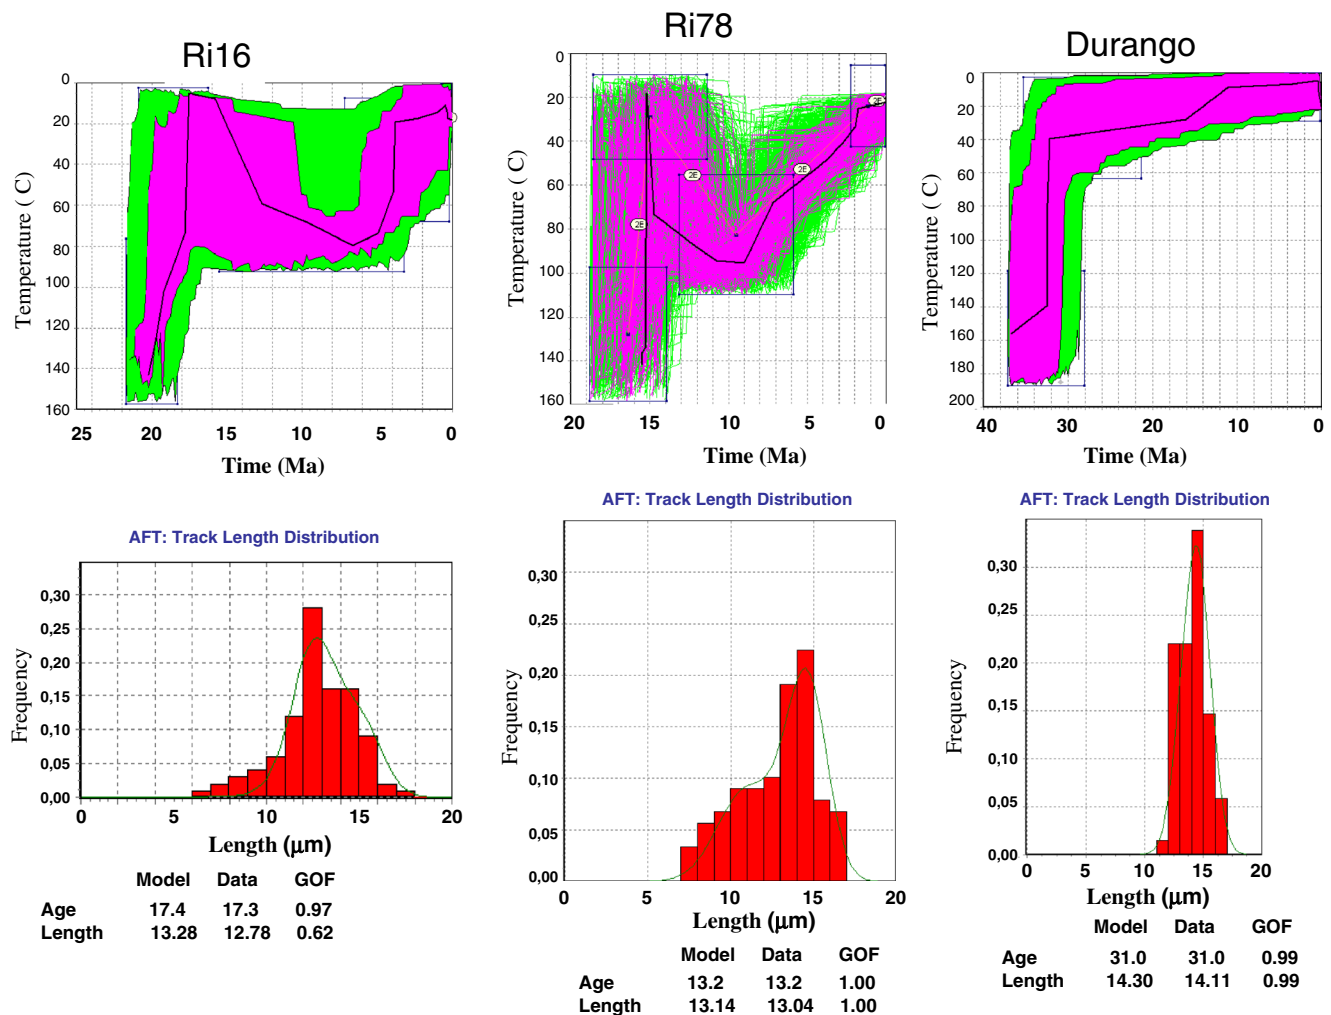 Ri16
Temperature ( C)
0
20
40
60
80
100
120
140
160
25
20
15
10
5
0
Time (Ma)
Ri78
Temperature ( C)
0
20
40
60
80
100
120
140
160
2E
2E
2E
2E
20
15
10
5
0
Time (Ma)
Durango
Temperature ( C)
0
20
40
60
80
100
120
140
160
180
200
40
30
20
10
0
Time (Ma)
AFT: Track Length Distribution
Frequency
0,30
0,25
0,20
0,15
0,10
0,05
0,00
0
5
10
15
20
Length (μm)
Model Data GOF
Age 17.4 17.3 0.97
Length 13.28 12.78 0.62
AFT: Track Length Distribution
Frequency
0,30
0,25
0,20
0,15
0,10
0,05
0,00
0
5
10
15
20
Length (μm)
Model Data GOF
Age 13.2 13.2 1.00
Length 13.14 13.04 1.00
AFT: Track Length Distribution
Frequency
0,30
0,25
0,20
0,15
0,10
0,05
0,00
0
5
10
15
20
Length (μm)
Model Data GOF
Age 31.0 31.0 0.99
Length 14.30 14.11 0.99